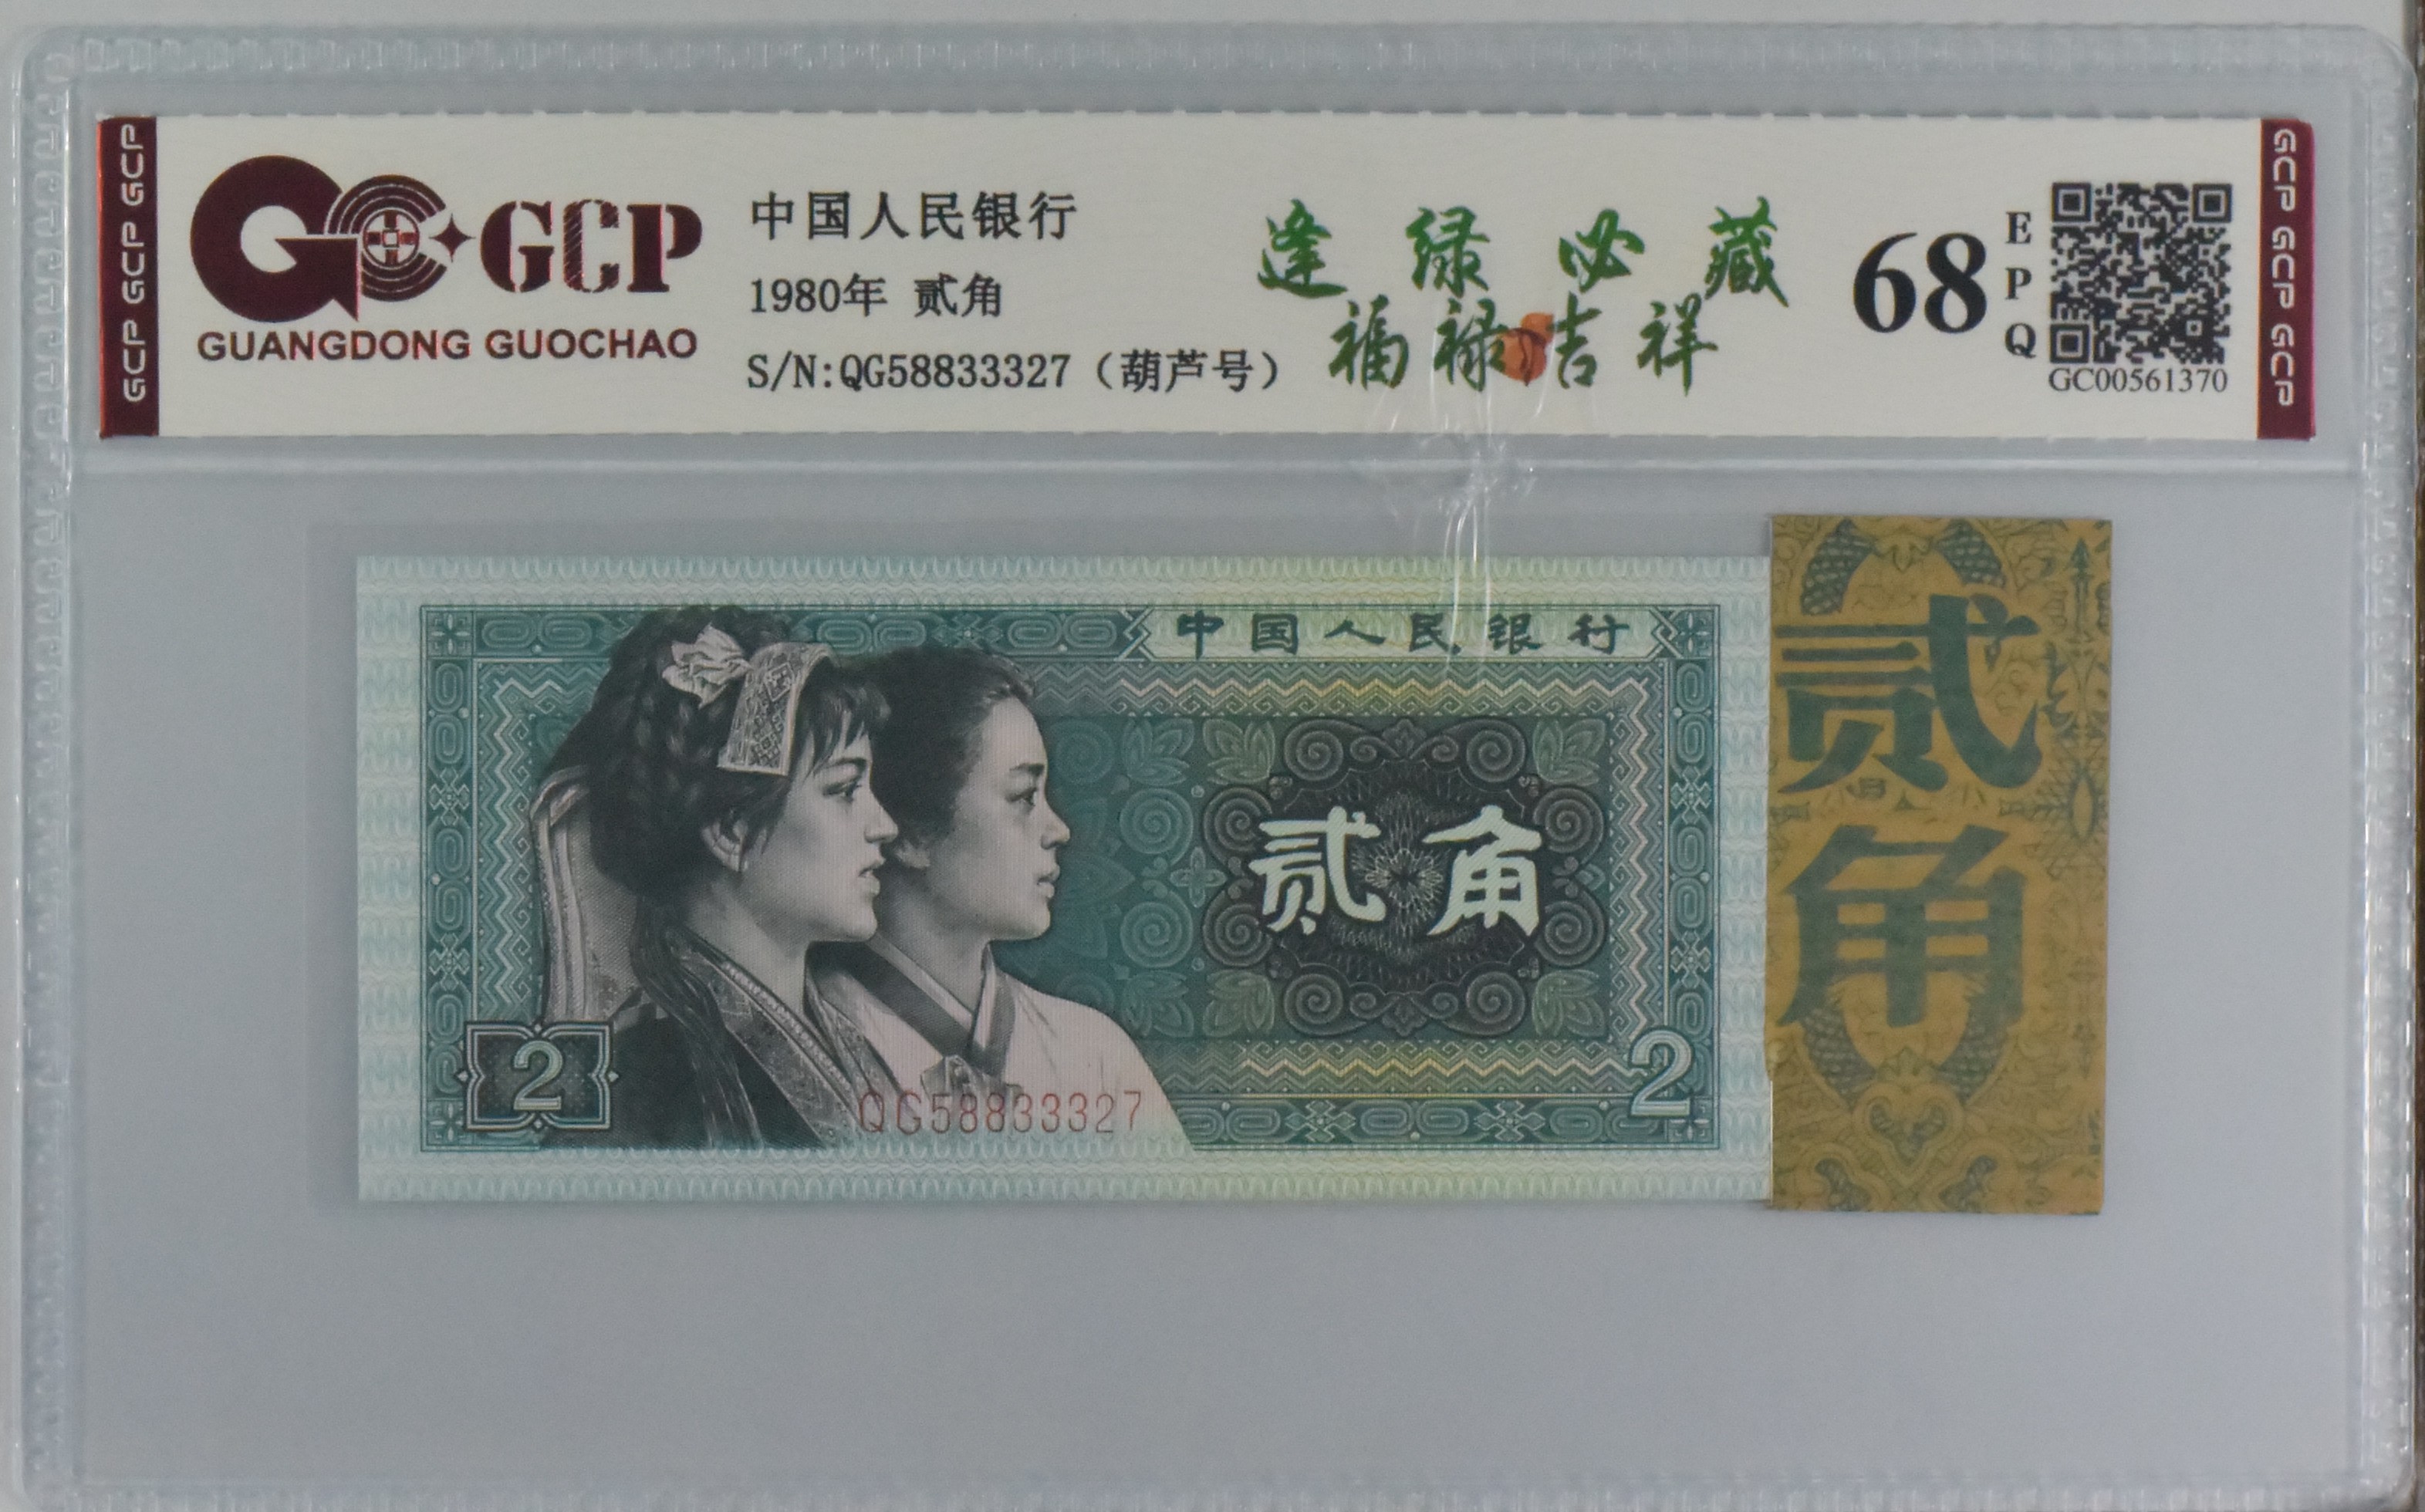 GCP GCP GCP
GCP
GUANGDONG GUOCHAO
中国人民银行
1980年 贰角
S/N:QG58833327（葫芦号）
逢绿必藏
福禄吉祥
68
EPQ
GC00561370
GCP GCP GCP
中国人民银行
贰角
2
QG58833327
2
贰角